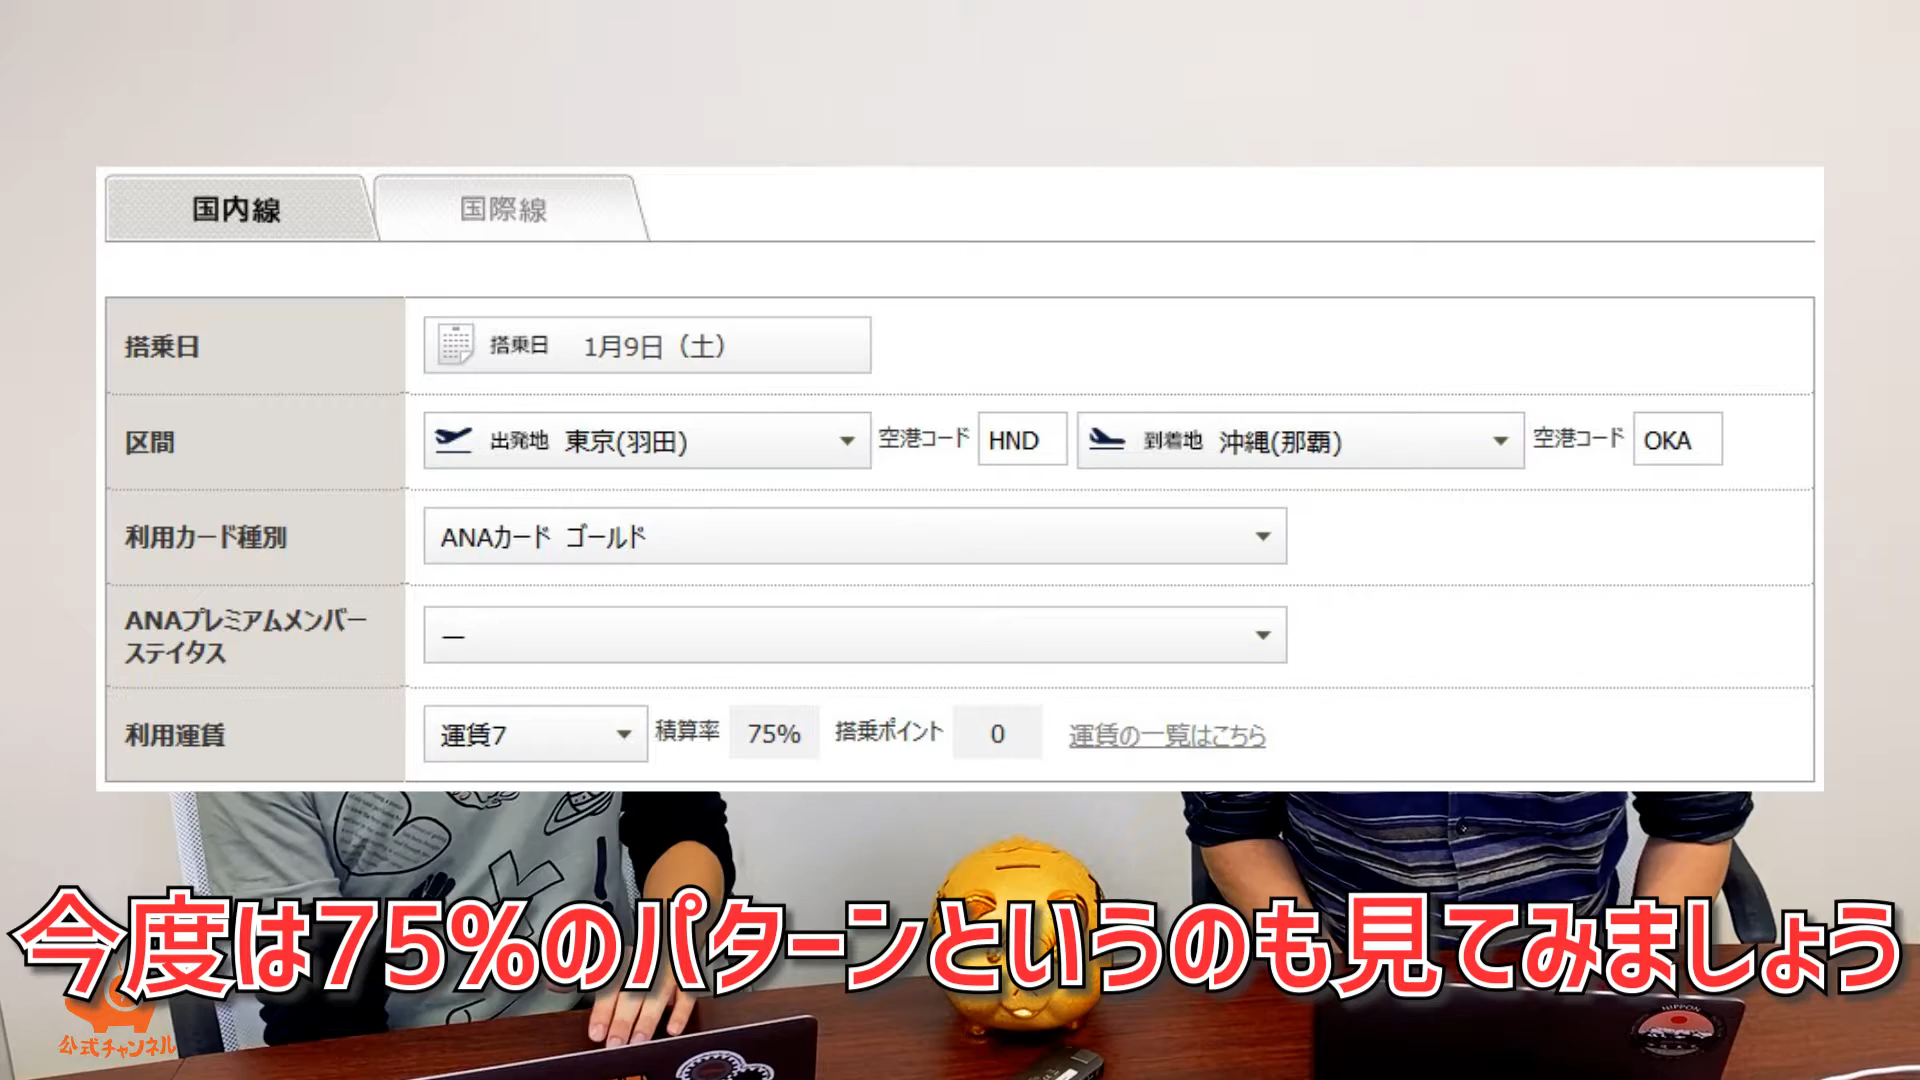 国内線
国際線
搭乗日
搭乗日 1月9日（土）
区間
出発地 東京(羽田) 空港コード HND 到着地 沖縄(那覇) 空港コード OKA
利用カード種別
ANAカード ゴールド
ANAプレミアムメンバー
ステイタス
—
利用運賃
運賃7 積算率 75% 搭乗ポイント 0 運賃の一覧はこちら
今度は75%のパターンというのも見てみましょう
公式チャンネル
NIPPON